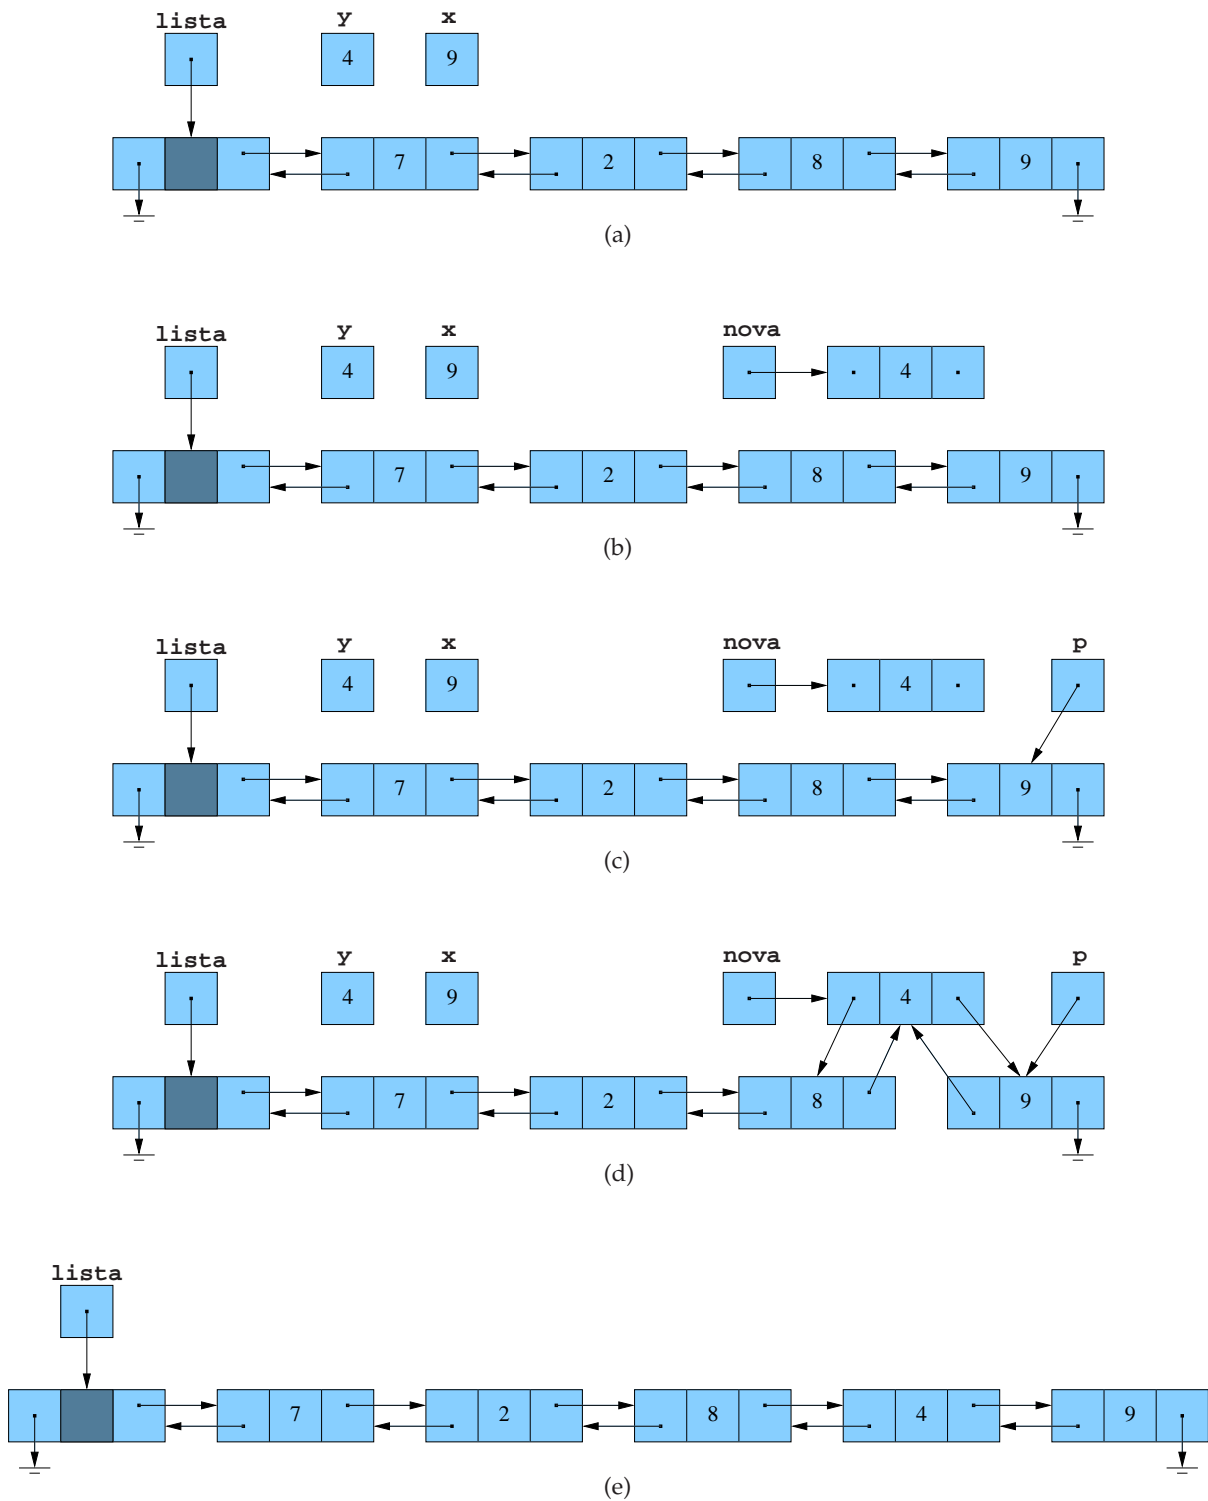 lista y x
4 9
7 2 8 9
(a)
lista y x nova
4 9 4
7 2 8 9
(b)
lista y x nova p
4 9 4
7 2 8 9
(c)
lista y x nova p
4 9 4
7 2 8 9
(d)
lista
7 2 8 4 9
(e)